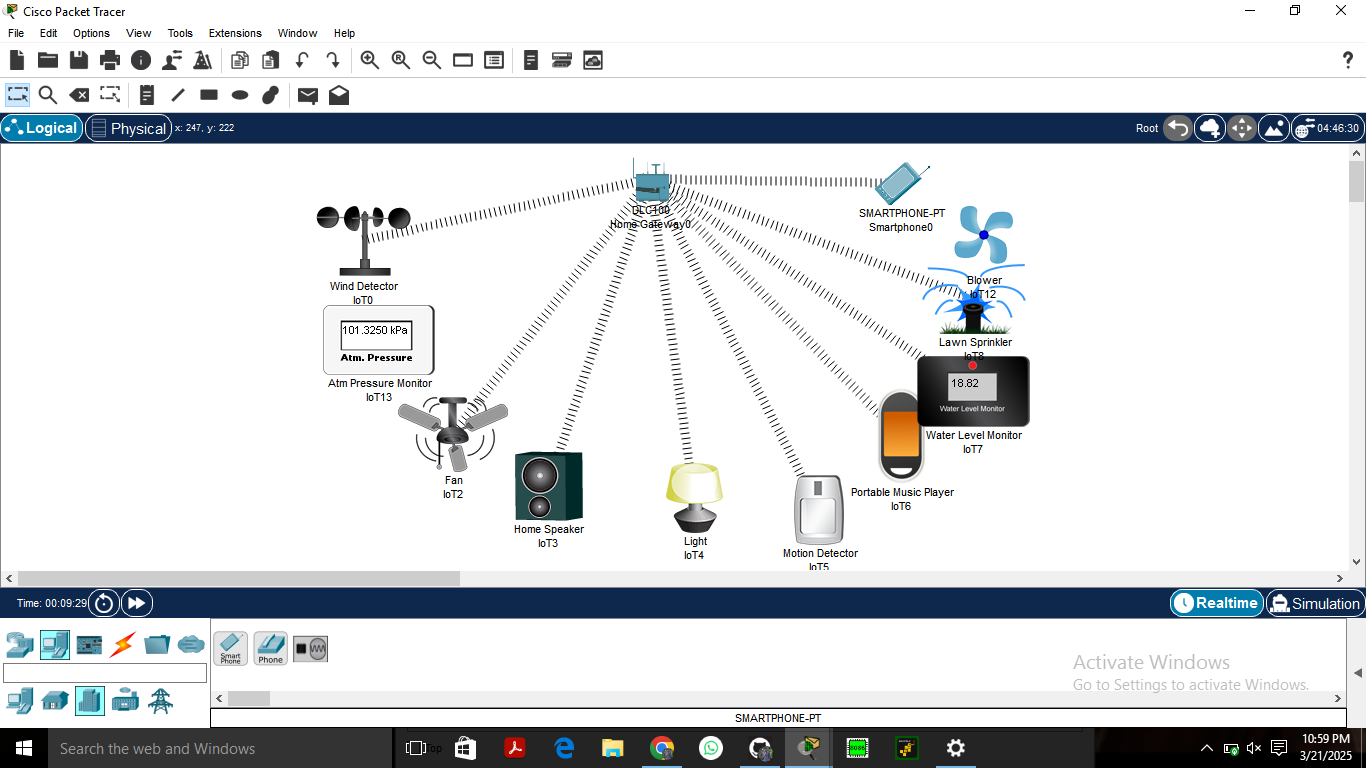 Cisco Packet Tracer
File Edit Options View Tools Extensions Window Help
Logical Physical x: 247, y: 222 Root 04:46:30
DLC100
Home Gateway0
SMARTPHONE-PT
Smartphone0
Wind Detector
IoT0
Blower
IoT12
101.3250 kPa
Atm. Pressure
Atm Pressure Monitor
IoT13
Lawn Sprinkler
IoT8
18.82
Water Level Monitor
Water Level Monitor
IoT7
Fan
IoT2
Portable Music Player
IoT6
Home Speaker
IoT3
Light
IoT4
Motion Detector
IoT5
Time: 00:09:29 Realtime Simulation
Smart
Phone
Phone
Activate Windows
Go to Settings to activate Windows.
SMARTPHONE-PT
Search the web and Windows
Top
8086
10:59 PM
3/21/2025